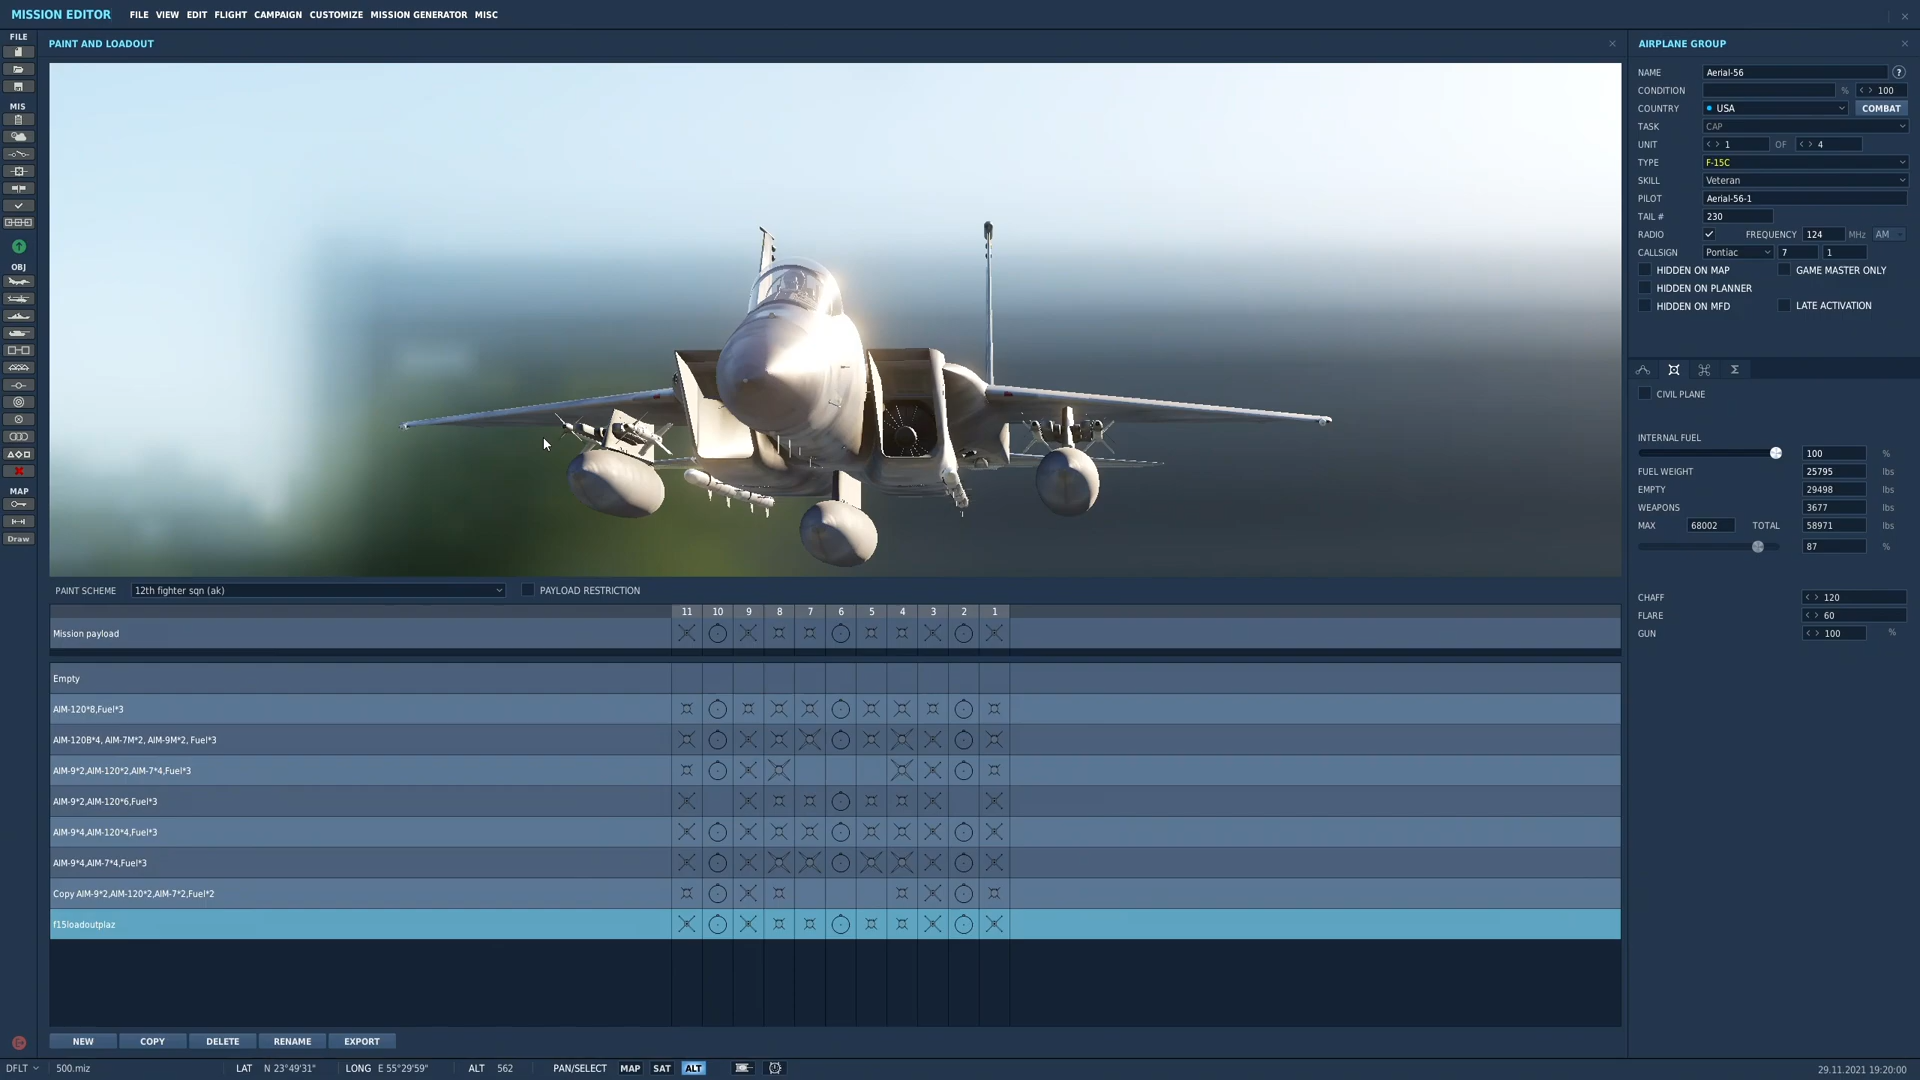 MISSION EDITOR FILE VIEW EDIT FLIGHT CAMPAIGN CUSTOMIZE MISSION GENERATOR MISC
FILE
PAINT AND LOADOUT
MIS
OBJ
MAP
Draw
PAINT SCHEME 12th fighter sqn (ak) PAYLOAD RESTRICTION
11 10 9 8 7 6 5 4 3 2 1
Mission payload
Empty
AIM-120*8,Fuel*3
AIM-120B*4, AIM-7M*2, AIM-9M*2, Fuel*3
AIM-9*2,AIM-120*2,AIM-7*4,Fuel*3
AIM-9*2,AIM-120*6,Fuel*3
AIM-9*4,AIM-120*4,Fuel*3
AIM-9*4,AIM-7*4,Fuel*3
Copy AIM-9*2,AIM-120*2,AIM-7*2,Fuel*2
f15loadoutplaz
NEW COPY DELETE RENAME EXPORT
AIRPLANE GROUP
NAME Aerial-56 ?
CONDITION % < > 100
COUNTRY USA COMBAT
TASK CAP
UNIT < > 1 OF < > 4
TYPE F-15C
SKILL Veteran
PILOT Aerial-56-1
TAIL # 230
RADIO FREQUENCY 124 MHz AM
CALLSIGN Pontiac 7 1
HIDDEN ON MAP GAME MASTER ONLY
HIDDEN ON PLANNER
HIDDEN ON MFD LATE ACTIVATION
Σ
CIVIL PLANE
INTERNAL FUEL
100 %
FUEL WEIGHT 25795 lbs
EMPTY 29498 lbs
WEAPONS 3677 lbs
MAX 68002 TOTAL 58971 lbs
87 %
CHAFF < > 120
FLARE < > 60
GUN < > 100 %
DFLT 500.miz LAT N 23°49'31" LONG E 55°29'59" ALT 562 PAN/SELECT MAP SAT ALT 29.11.2021 19:20:00